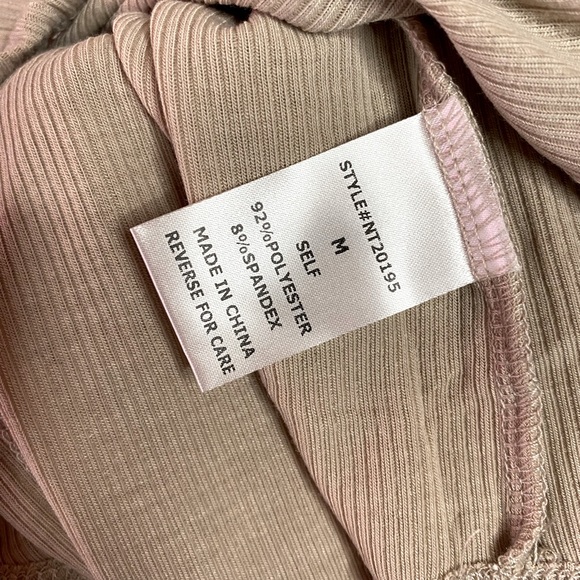 STYLE#NT20195
M
SELF
92%POLYESTER
8%SPANDEX
MADE IN CHINA
REVERSE FOR CARE